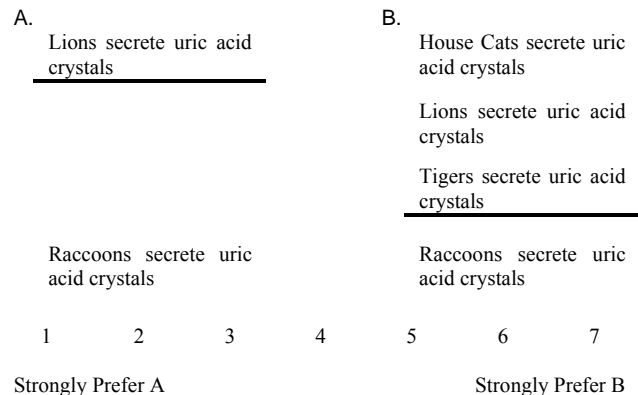 A.
Lions secrete uric acid
crystals
Raccoons secrete uric
acid crystals
B.
House Cats secrete uric
acid crystals
Lions secrete uric acid
crystals
Tigers secrete uric acid
crystals
Raccoons secrete uric
acid crystals
1 2 3 4 5 6 7
Strongly Prefer A Strongly Prefer B